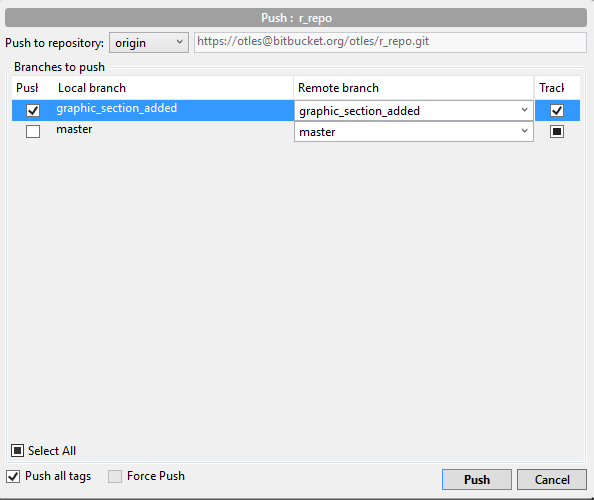 Push : r_repo
Push to repository: origin https://otles@bitbucket.org/otles/r_repo.git
Branches to push
Push Local branch Remote branch Track
graphic_section_added graphic_section_added
master master
Select All
Push all tags Force Push Push Cancel